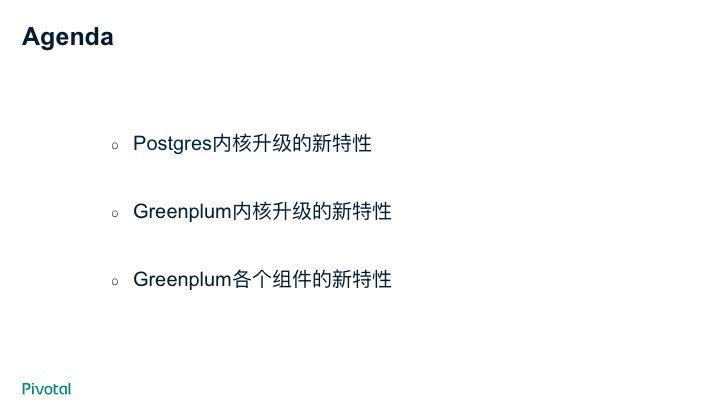 Agenda
Postgres内核升级的新特性
Greenplum内核升级的新特性
Greenplum各个组件的新特性
Pivotal